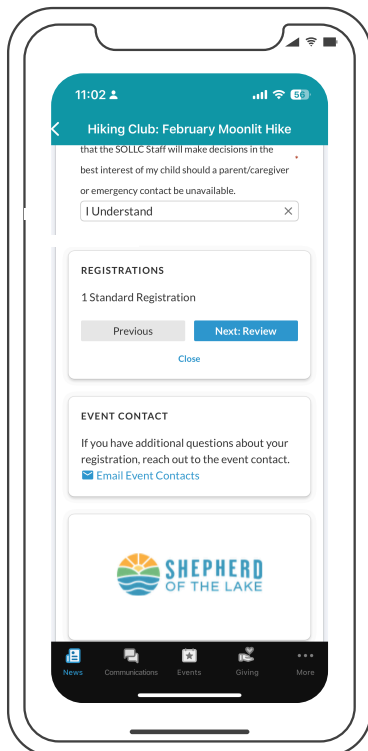 11:02
56
Hiking Club: February Moonlit Hike
that the SOLLC Staff will make decisions in the
best interest of my child should a parent/caregiver *
or emergency contact be unavailable.
I Understand
REGISTRATIONS
1 Standard Registration
Previous
Next: Review
Close
EVENT CONTACT
If you have additional questions about your
registration, reach out to the event contact.
Email Event Contacts
SHEPHERD
OF THE LAKE
News
Communications
Events
Giving
More